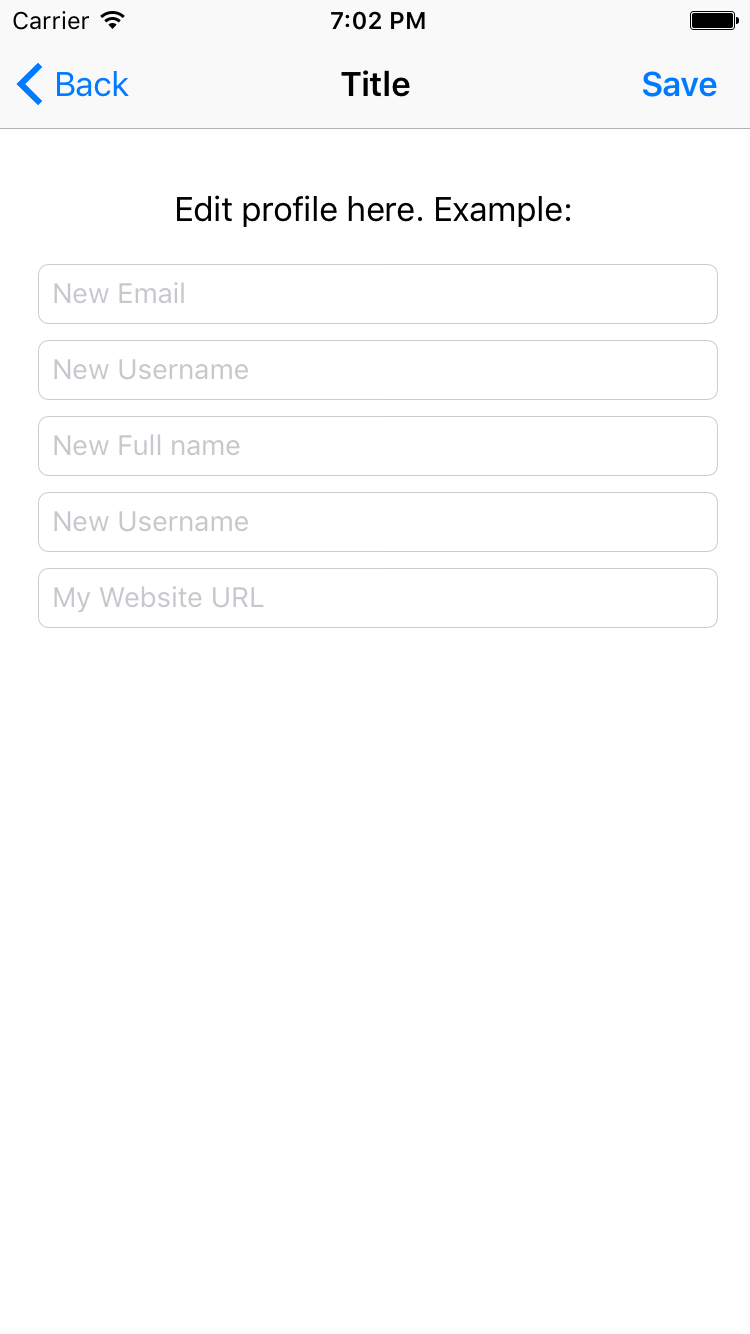 Carrier 7:02 PM
Back Title Save
Edit profile here. Example:
New Email
New Username
New Full name
New Username
My Website URL